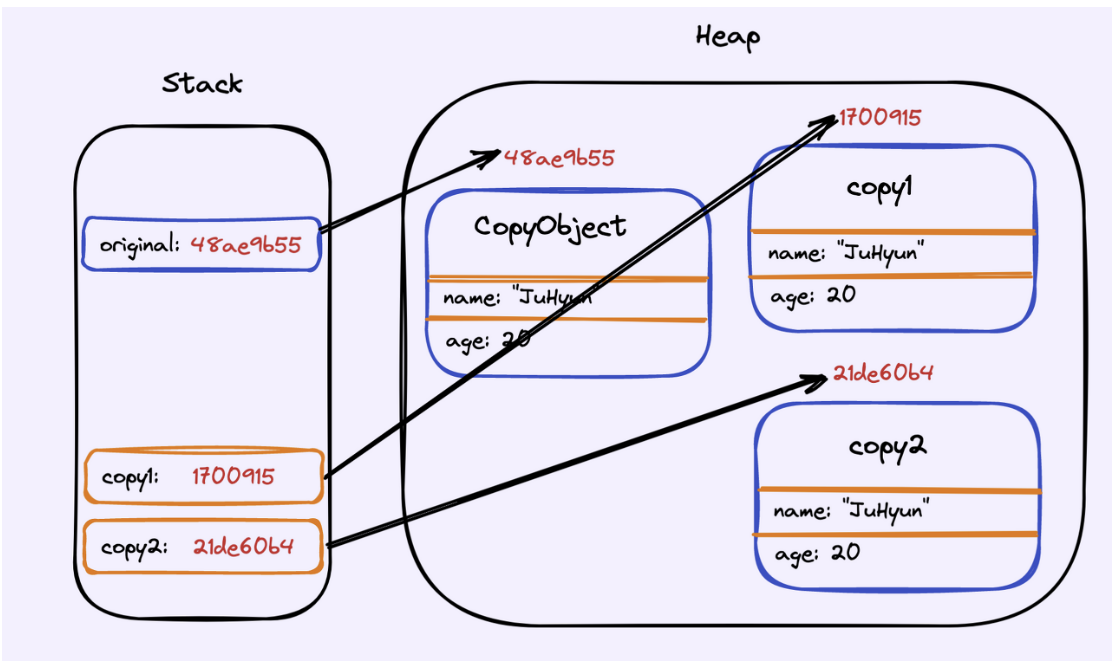 Stack
original: 48ae9b55
copy1: 1700915
copy2: 21de60b4
Heap
48ae9b55
CopyObject
name: "JuHyun"
age: 20
1700915
copy1
name: "JuHyun"
age: 20
21de60b4
copy2
name: "JuHyun"
age: 20